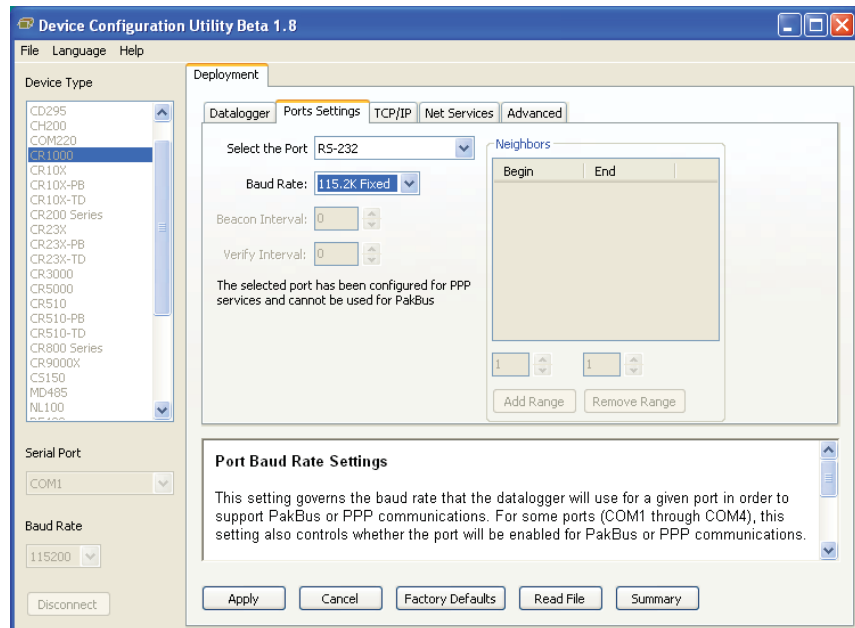 Device Configuration Utility Beta 1.8
File Language Help
Device Type
CD295
CH200
COM220
CR1000
CR10X
CR10X-PB
CR10X-TD
CR200 Series
CR23X
CR23X-PB
CR23X-TD
CR3000
CR5000
CR510
CR510-PB
CR510-TD
CR800 Series
CR9000X
CS150
MD485
NL100
Serial Port
COM1
Baud Rate
115200
Disconnect
Deployment
Datalogger Ports Settings TCP/IP Net Services Advanced
Select the Port RS-232
Baud Rate: 115.2K Fixed
Beacon Interval: 0
Verify Interval: 0
The selected port has been configured for PPP
services and cannot be used for PakBus
Neighbors
Begin End
1 1
Add Range Remove Range
Port Baud Rate Settings
This setting governs the baud rate that the datalogger will use for a given port in order to
support PakBus or PPP communications. For some ports (COM1 through COM4), this
setting also controls whether the port will be enabled for PakBus or PPP communications.
Apply Cancel Factory Defaults Read File Summary